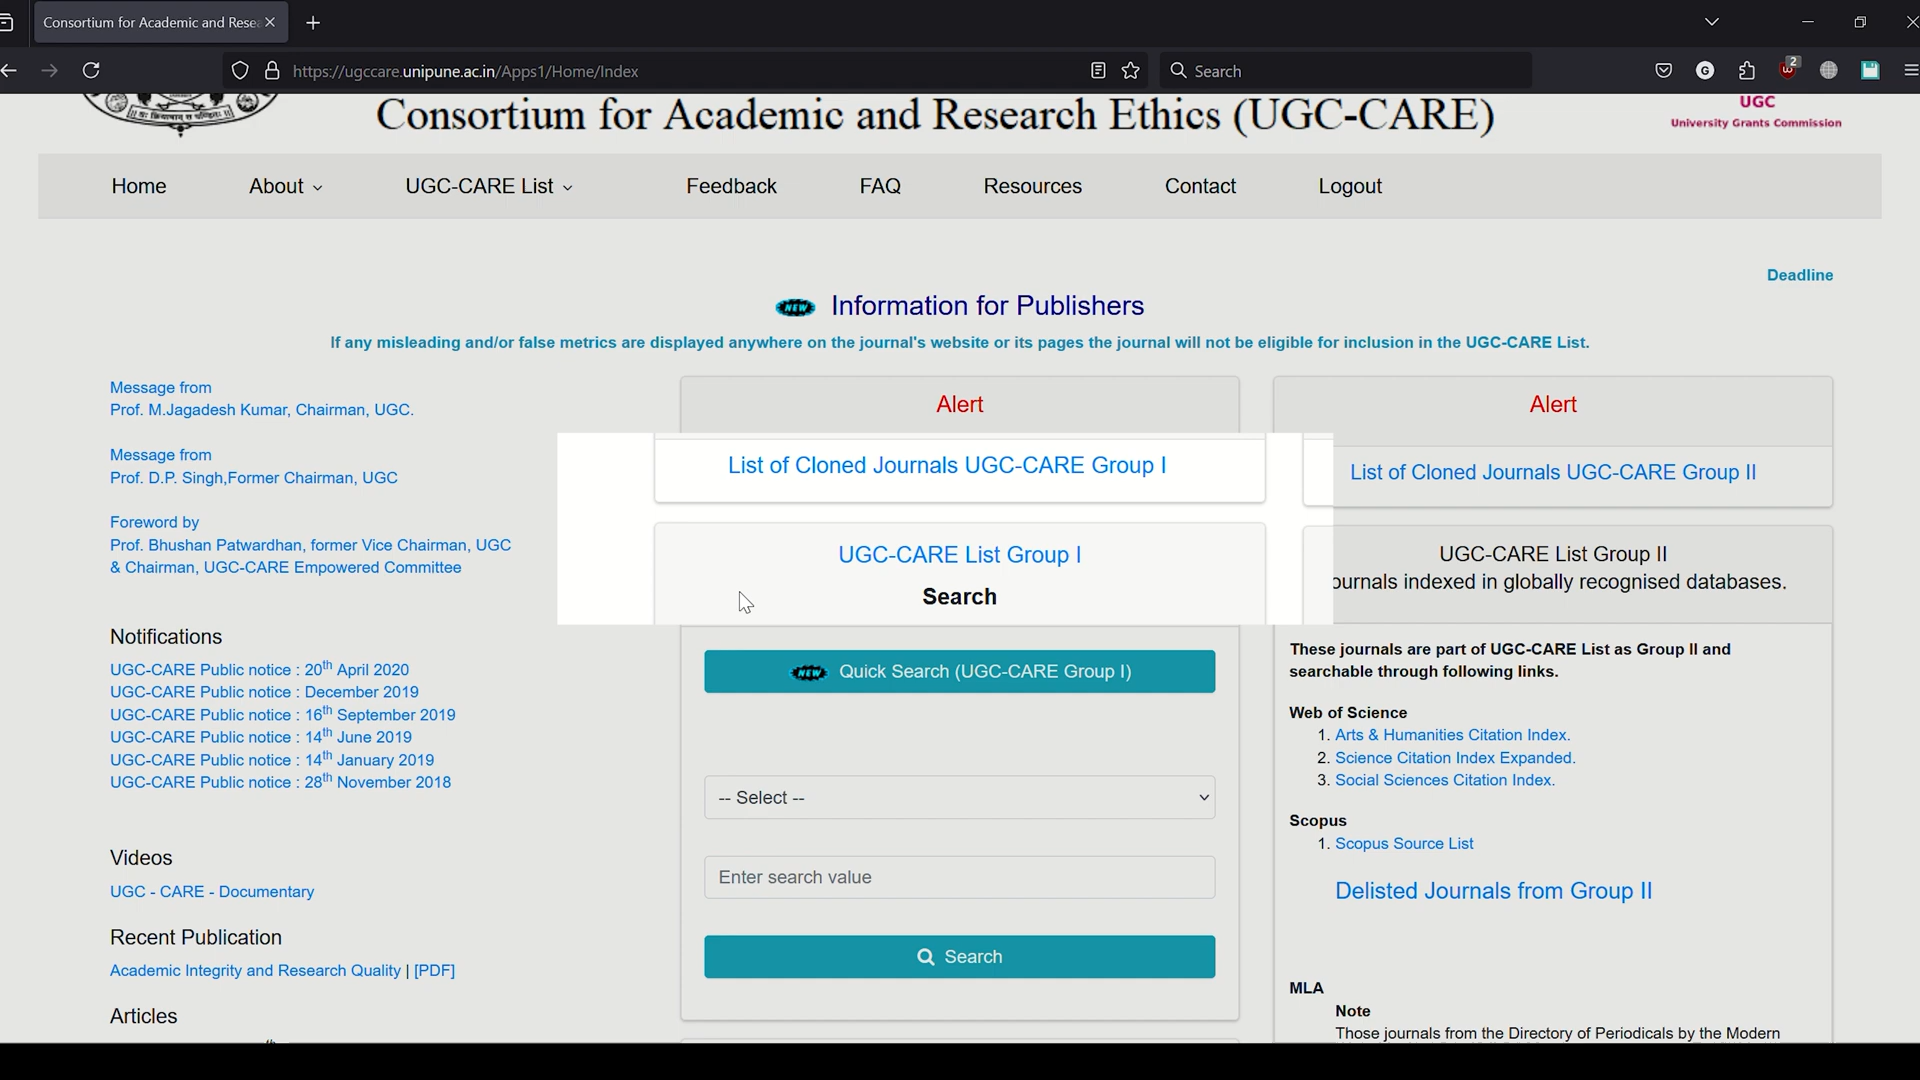 Consortium for Academic and Rese
https://ugccare.unipune.ac.in/Apps1/Home/Index
Search
2
Consortium for Academic and Research Ethics (UGC-CARE)
UGC
University Grants Commission
Home
About
UGC-CARE List
Feedback
FAQ
Resources
Contact
Logout
Deadline
NEW Information for Publishers
If any misleading and/or false metrics are displayed anywhere on the journal's website or its pages the journal will not be eligible for inclusion in the UGC-CARE List.
Message from
Prof. M.Jagadesh Kumar, Chairman, UGC.
Message from
Prof. D.P. Singh,Former Chairman, UGC
Foreword by
Prof. Bhushan Patwardhan, former Vice Chairman, UGC
& Chairman, UGC-CARE Empowered Committee
Notifications
UGC-CARE Public notice : 20th April 2020
UGC-CARE Public notice : December 2019
UGC-CARE Public notice : 16th September 2019
UGC-CARE Public notice : 14th June 2019
UGC-CARE Public notice : 14th January 2019
UGC-CARE Public notice : 28th November 2018
Videos
UGC - CARE - Documentary
Recent Publication
Academic Integrity and Research Quality | [PDF]
Articles
Alert
List of Cloned Journals UGC-CARE Group I
UGC-CARE List Group I
Search
NEW Quick Search (UGC-CARE Group I)
-- Select --
Enter search value
Search
Alert
List of Cloned Journals UGC-CARE Group II
UGC-CARE List Group II
ournals indexed in globally recognised databases.
These journals are part of UGC-CARE List as Group II and
searchable through following links.
Web of Science
1. Arts & Humanities Citation Index.
2. Science Citation Index Expanded.
3. Social Sciences Citation Index.
Scopus
1. Scopus Source List
Delisted Journals from Group II
MLA
Note
Those journals from the Directory of Periodicals by the Modern